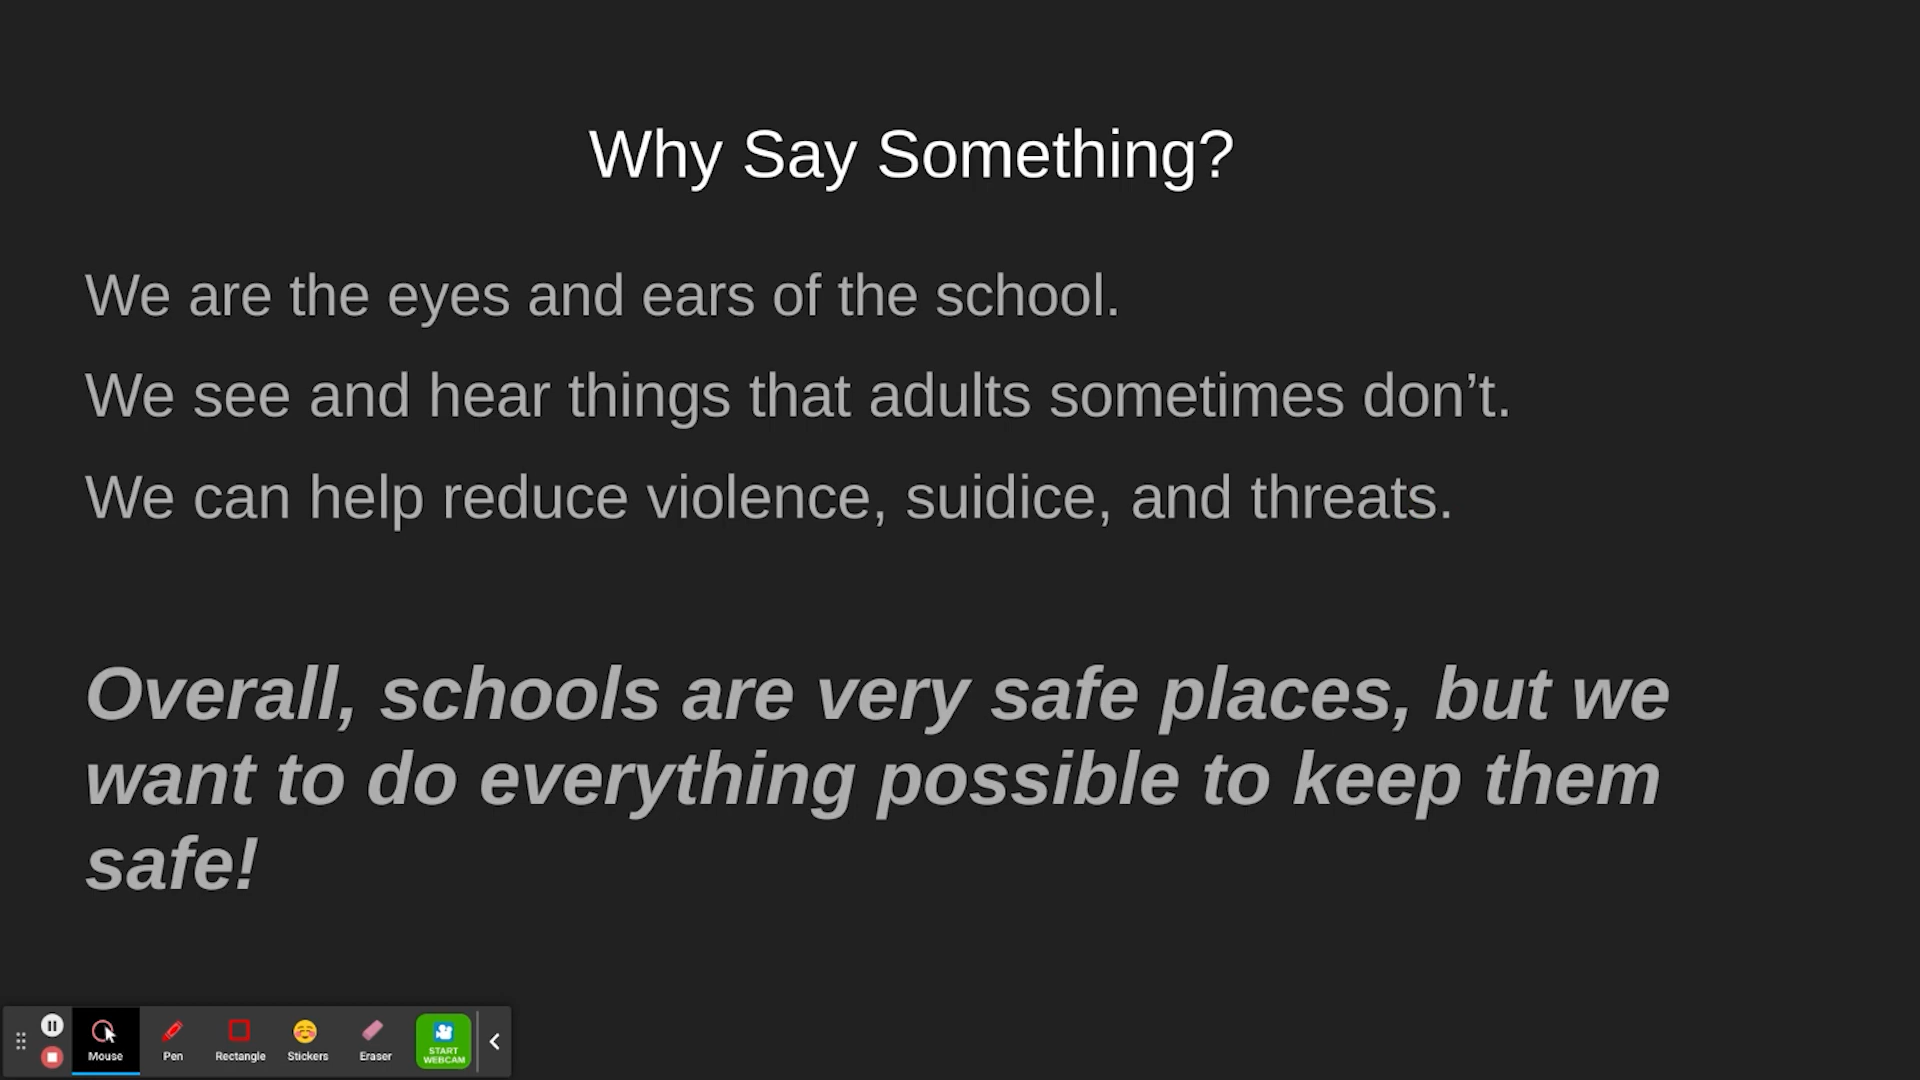 Why Say Something?
We are the eyes and ears of the school.
We see and hear things that adults sometimes don’t.
We can help reduce violence, suidice, and threats.
Overall, schools are very safe places, but we
want to do everything possible to keep them
safe!
Mouse
Pen
Rectangle
Stickers
Eraser
START
WEBCAM